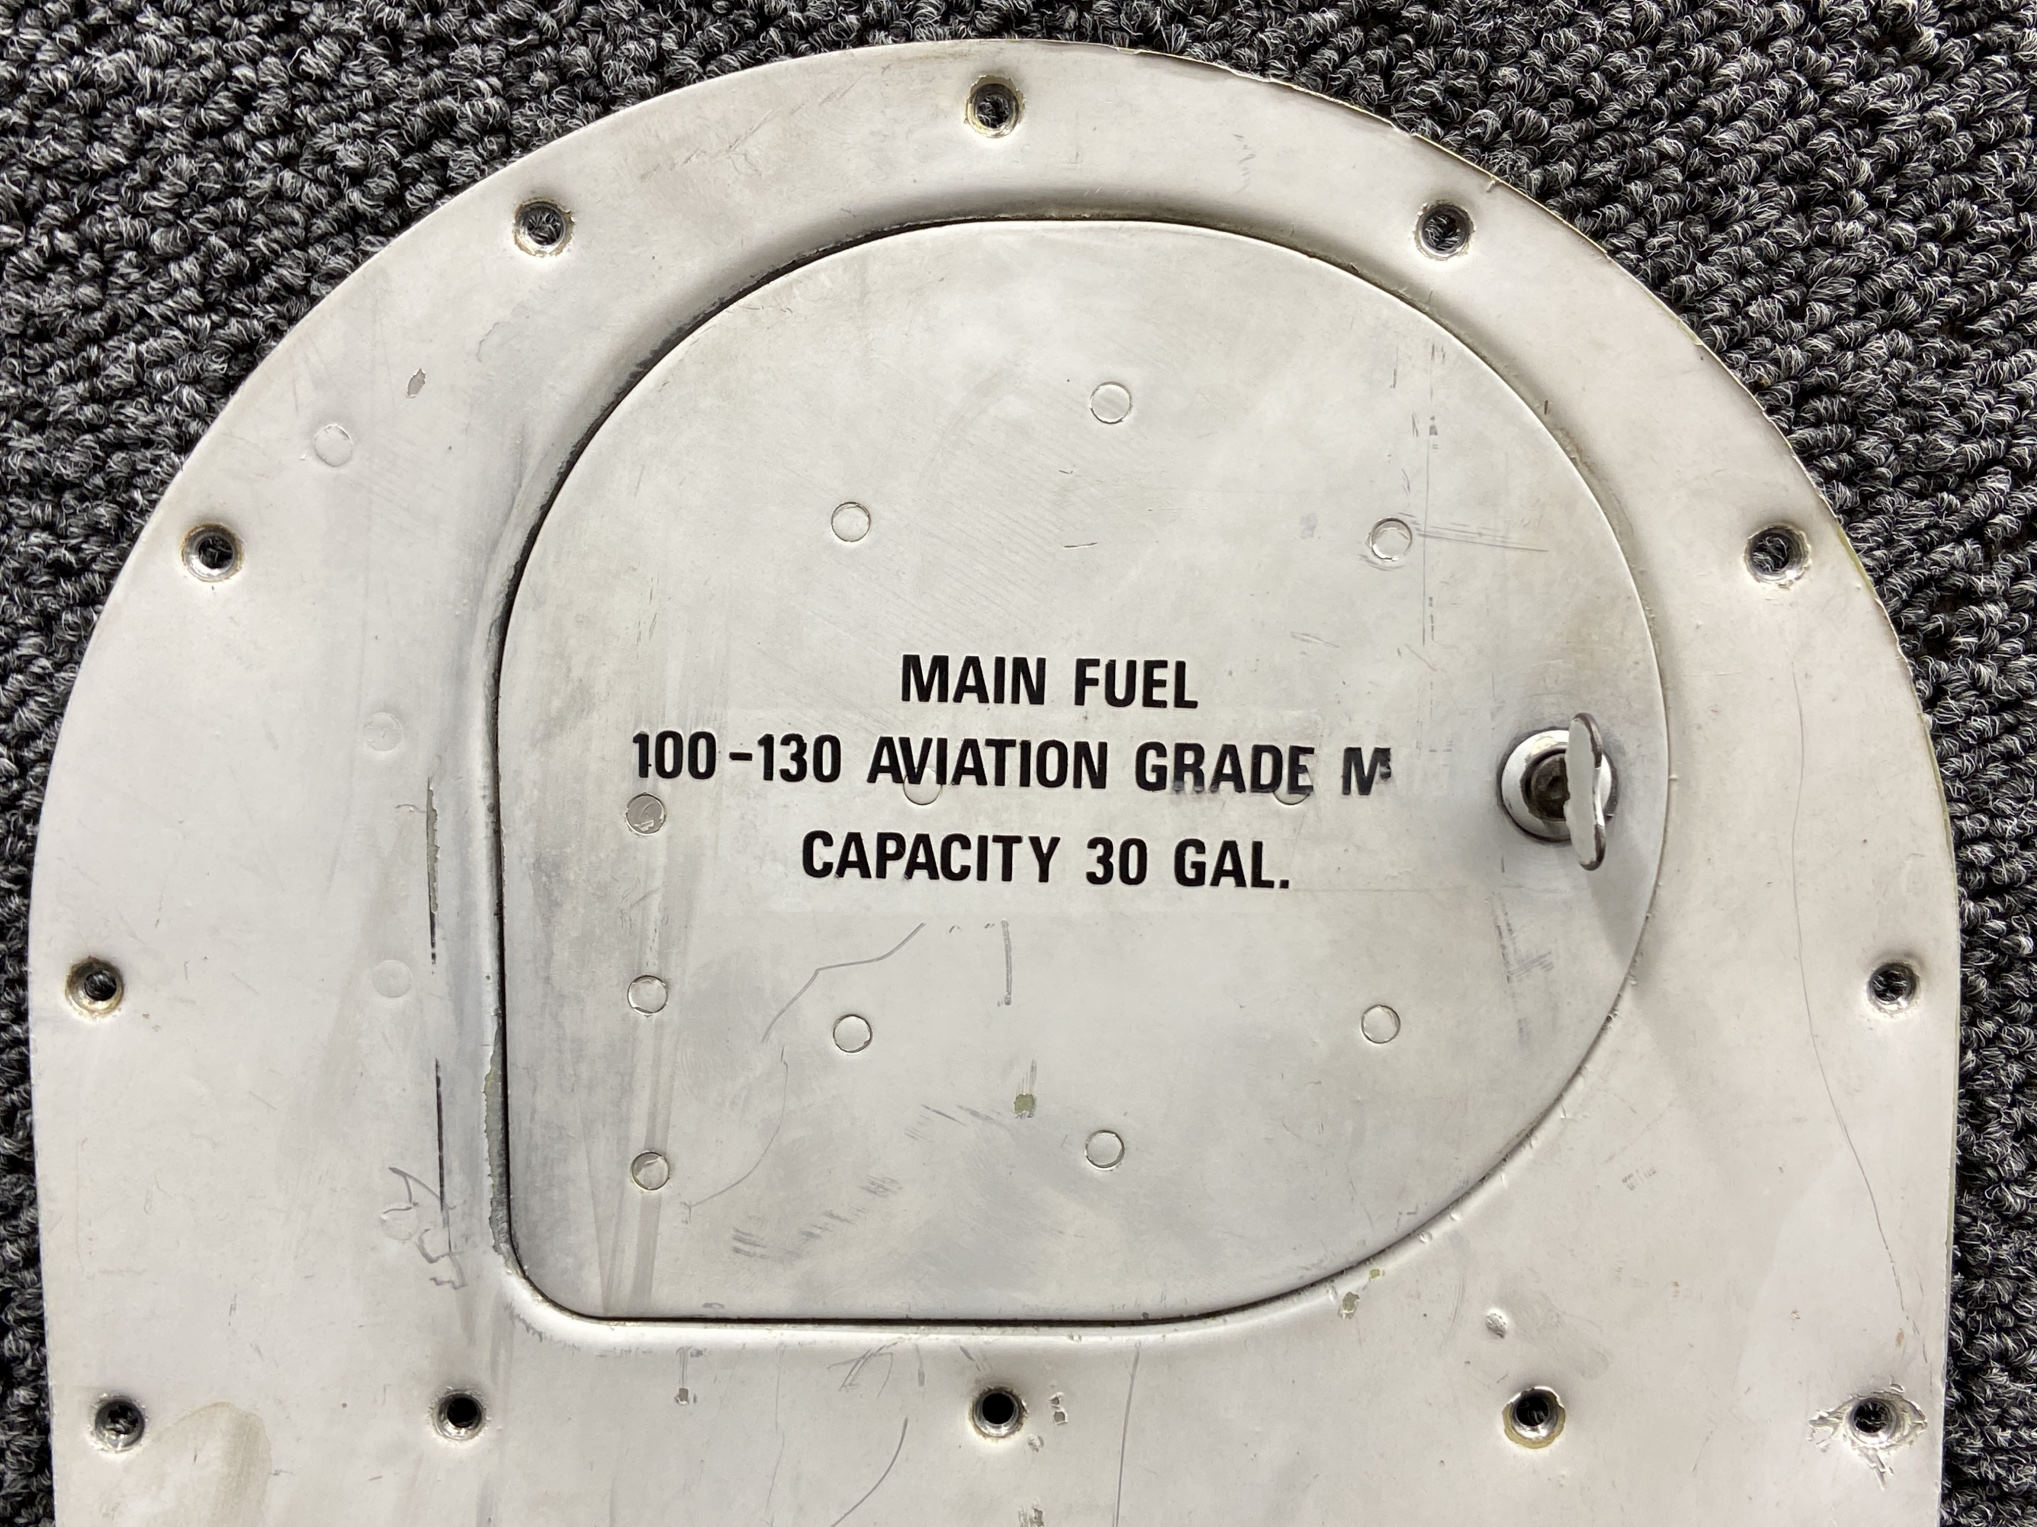 MAIN FUEL
100-130 AVIATION GRADE
CAPACITY 30 GAL.